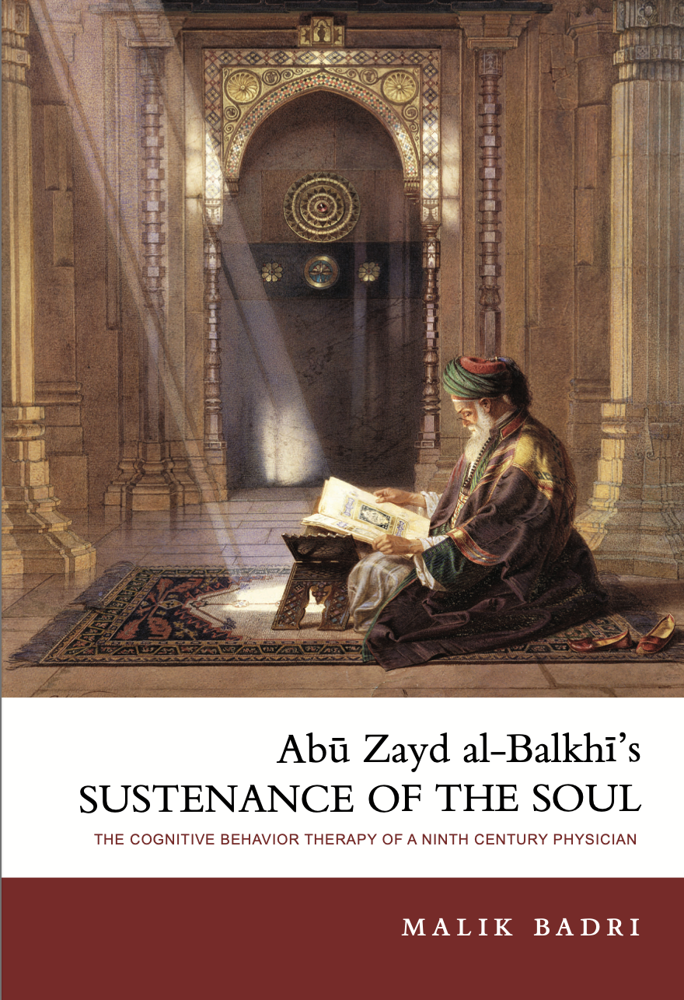 Abū Zayd al-Balkhī’s
SUSTENANCE OF THE SOUL
THE COGNITIVE BEHAVIOR THERAPY OF A NINTH CENTURY PHYSICIAN
MALIK BADRI